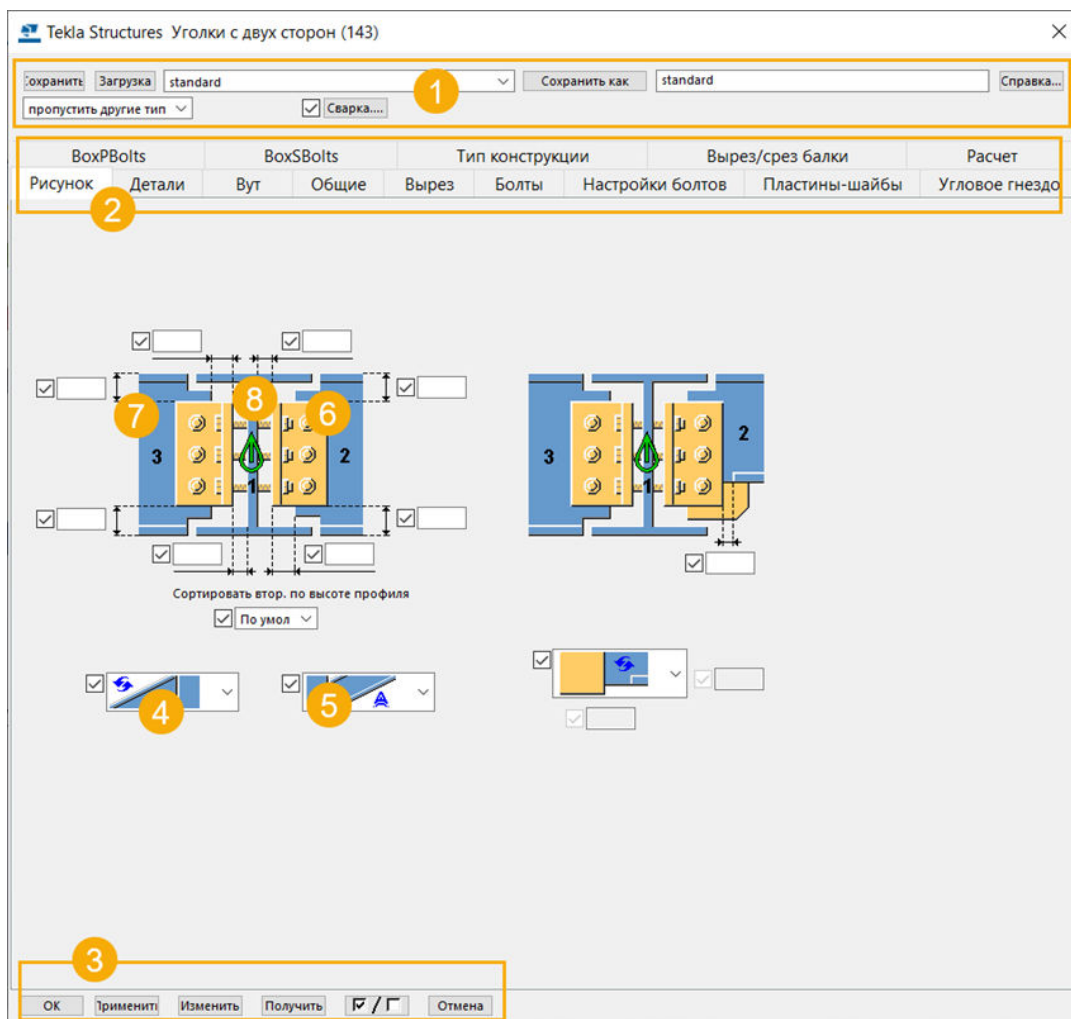 Tekla Structures Уголки с двух сторон (143)
Сохранить Загрузка standard Сохранить как standard Справка...
1
пропустить другие тип Сварка....
BoxPBolts BoxSBolts Тип конструкции Вырез/срез балки Расчет
Рисунок Детали Вут Общие Вырез Болты Настройки болтов Пластины-шайбы Угловое гнездо
2
7 8 6
3 2 1
3 2 1
Сортировать втор. по высоте профиля
По умол
4 5
3
OK Применить Изменить Получить / Отмена